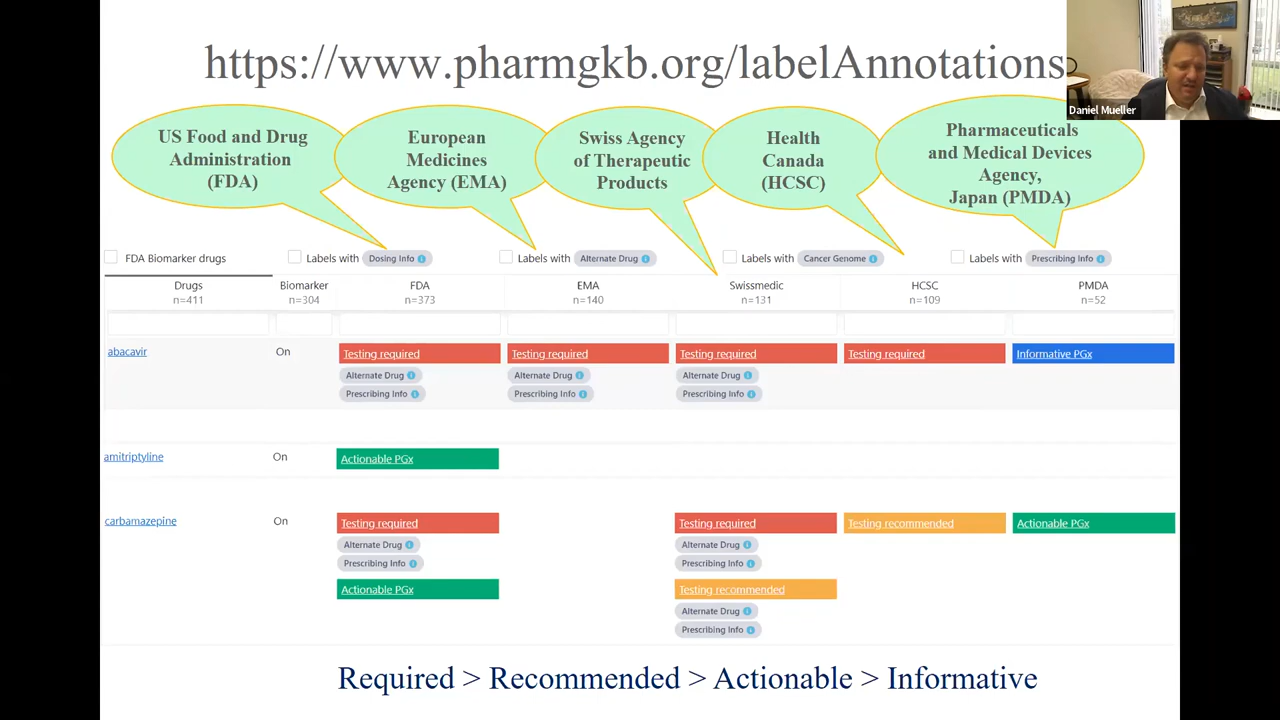 https://www.pharmgkb.org/labelAnnotations
Daniel Mueller
US Food and Drug
Administration
(FDA)
European
Medicines
Agency (EMA)
Swiss Agency
of Therapeutic
Products
Health
Canada
(HCSC)
Pharmaceuticals
and Medical Devices
Agency,
Japan (PMDA)
FDA Biomarker drugs
Labels with Dosing Info
Labels with Alternate Drug
Labels with Cancer Genome
Labels with Prescribing Info
Drugs Biomarker FDA EMA Swissmedic HCSC PMDA
n=411 n=304 n=373 n=140 n=131 n=109 n=52
abacavir On Testing required Testing required Testing required Testing required Informative PGx
Alternate Drug Alternate Drug Alternate Drug
Prescribing Info Prescribing Info Prescribing Info
amitriptyline On Actionable PGx
carbamazepine On Testing required Testing required Testing recommended Actionable PGx
Alternate Drug Alternate Drug
Prescribing Info Prescribing Info
Actionable PGx Testing recommended
Alternate Drug
Prescribing Info
Required > Recommended > Actionable > Informative